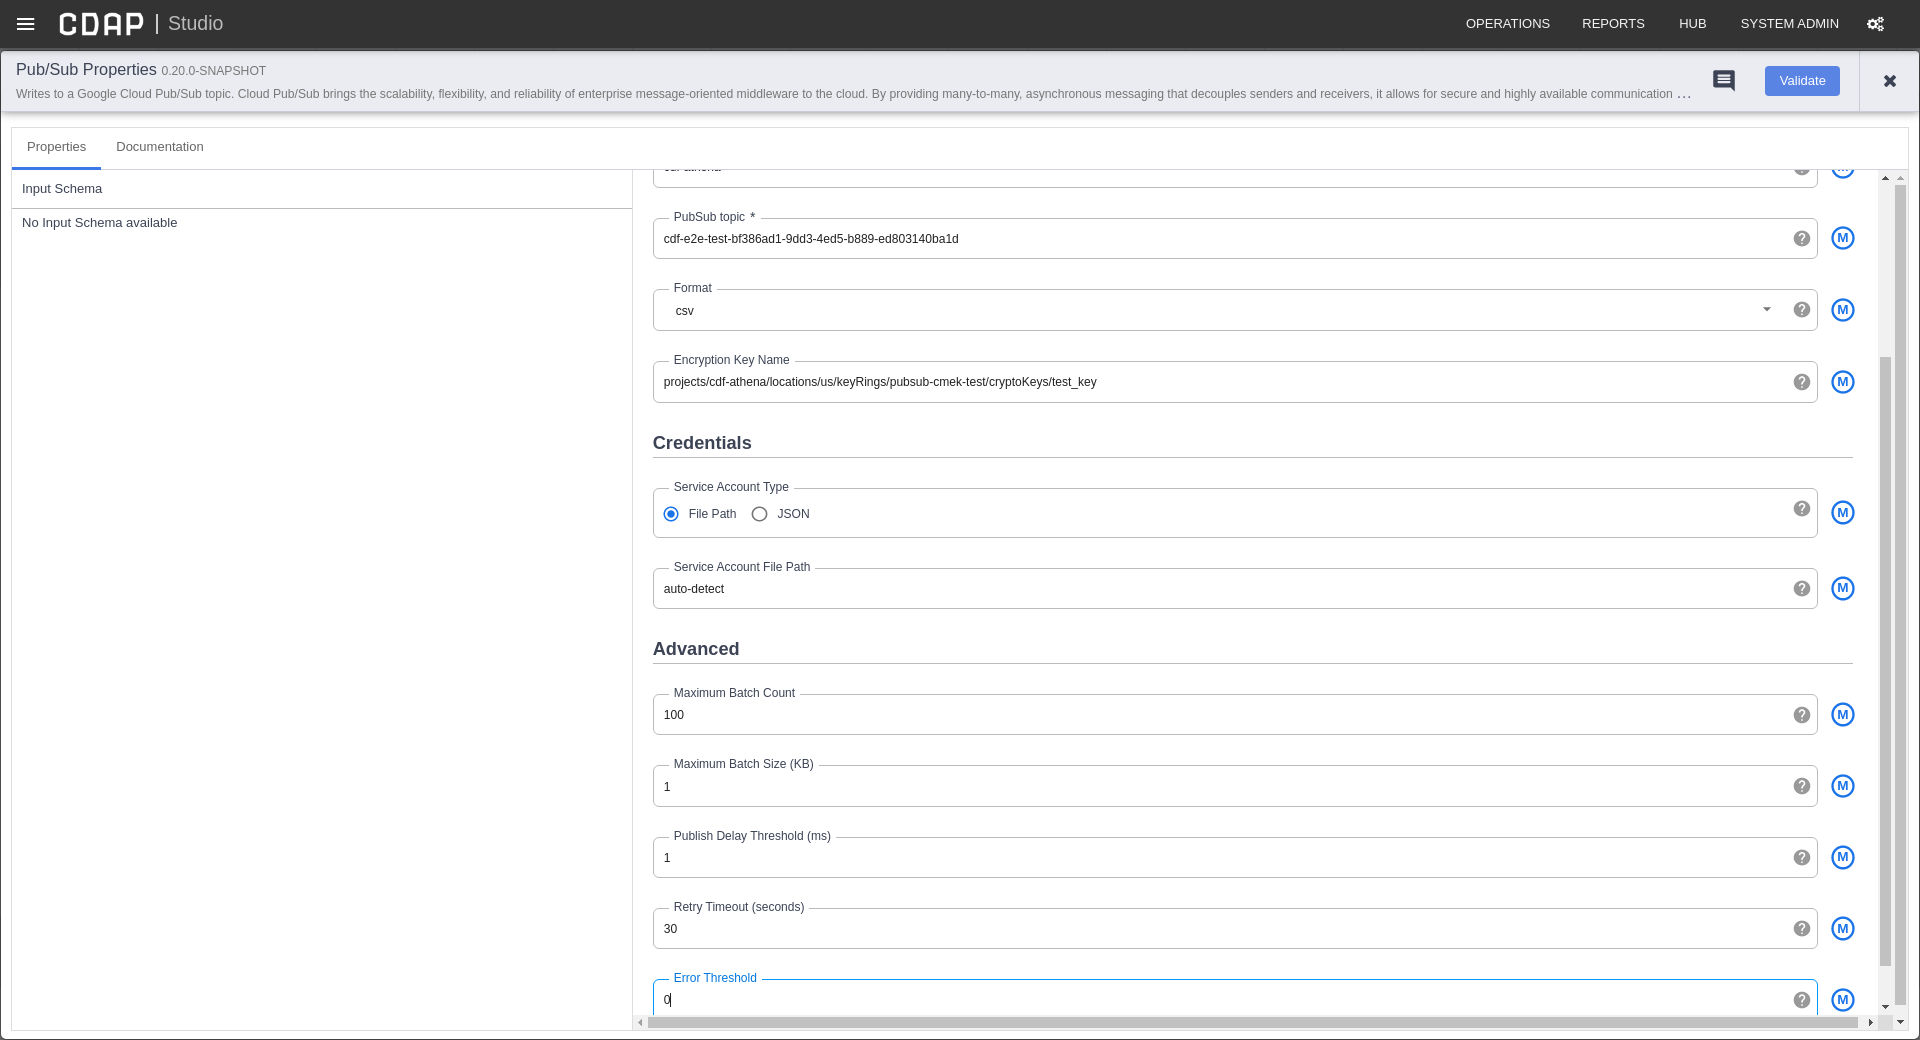 CDAP | Studio
OPERATIONS REPORTS HUB SYSTEM ADMIN
Pub/Sub Properties 0.20.0-SNAPSHOT
Writes to a Google Cloud Pub/Sub topic. Cloud Pub/Sub brings the scalability, flexibility, and reliability of enterprise message-oriented middleware to the cloud. By providing many-to-many, asynchronous messaging that decouples senders and receivers, it allows for secure and highly available communication ...
Validate
Properties Documentation
Input Schema
No Input Schema available
PubSub topic *
cdf-e2e-test-bf386ad1-9dd3-4ed5-b889-ed803140ba1d
M
Format
csv
M
Encryption Key Name
projects/cdf-athena/locations/us/keyRings/pubsub-cmek-test/cryptoKeys/test_key
M
Credentials
Service Account Type
File Path JSON
M
Service Account File Path
auto-detect
M
Advanced
Maximum Batch Count
100
M
Maximum Batch Size (KB)
1
M
Publish Delay Threshold (ms)
1
M
Retry Timeout (seconds)
30
M
Error Threshold
0
M